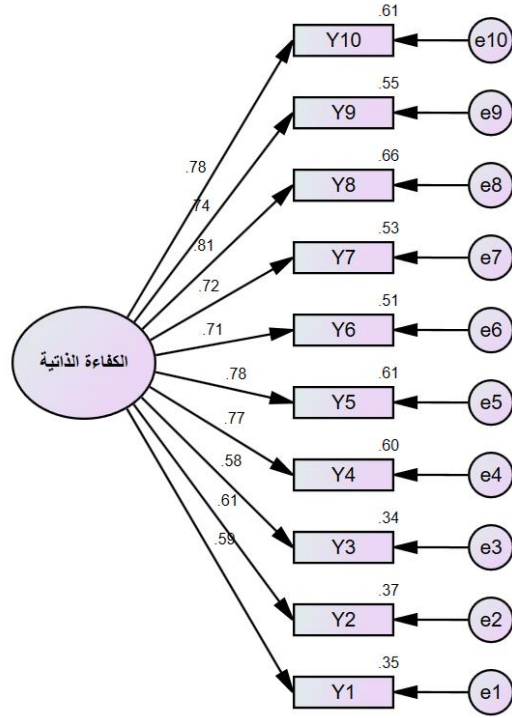 .61
Y10
e10
.55
Y9
e9
.78
.66
Y8
e8
.74
.81
.53
Y7
e7
.72
.51
Y6
e6
.71
الكفاءة الذاتية
.61
Y5
e5
.78
.60
Y4
e4
.77
.58
.34
Y3
e3
.61
.37
Y2
e2
.59
.35
Y1
e1